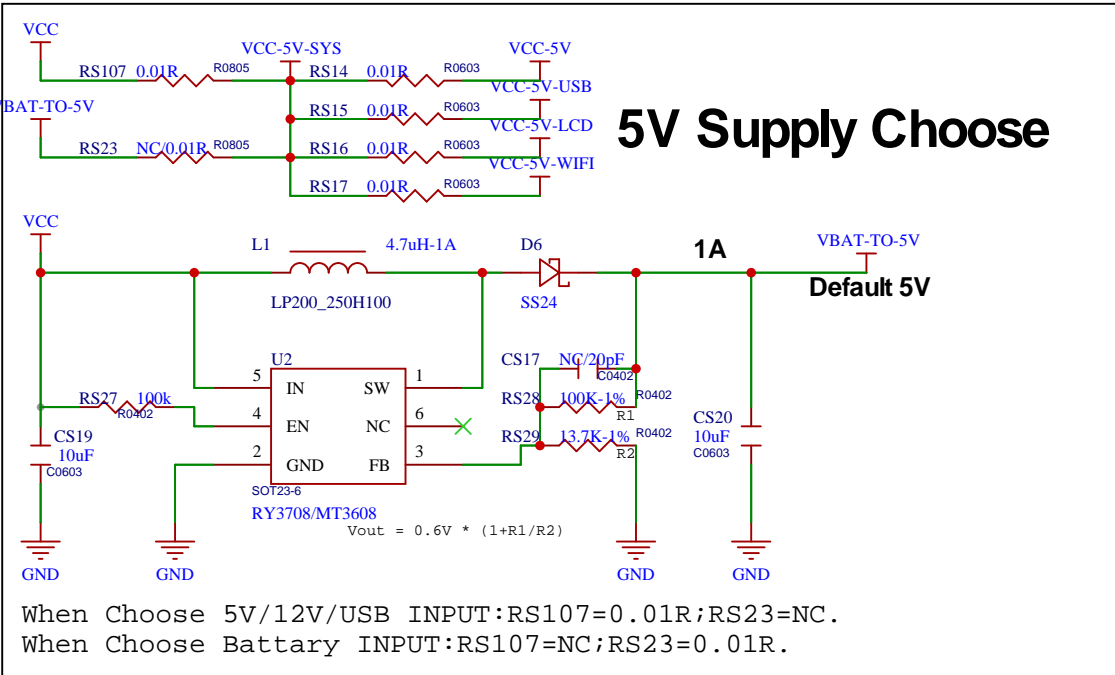 VCC
VCC-5V-SYS
VCC-5V
RS107 0.01R R0805
RS14 0.01R R0603
VCC-5V-USB
VBAT-TO-5V
RS15 0.01R R0603
VCC-5V-LCD
5V Supply Choose
RS23 NC/0.01R R0805
RS16 0.01R R0603
VCC-5V-WIFI
RS17 0.01R R0603
VCC
L1 4.7uH-1A
D6
1A
VBAT-TO-5V
LP200_250H100
SS24
Default 5V
U2
CS17 NC/20pF
C0402
5 IN SW 1
RS27 100k
R0402
RS28 100K-1% R0402
R1
4 EN NC 6
CS20
10uF
C0603
CS19
10uF
C0603
RS29 13.7K-1% R0402
R2
2 GND FB 3
SOT23-6
RY3708/MT3608
Vout = 0.6V * (1+R1/R2)
GND
GND
GND
GND
When Choose 5V/12V/USB INPUT:RS107=0.01R;RS23=NC.
When Choose Battary INPUT:RS107=NC;RS23=0.01R.